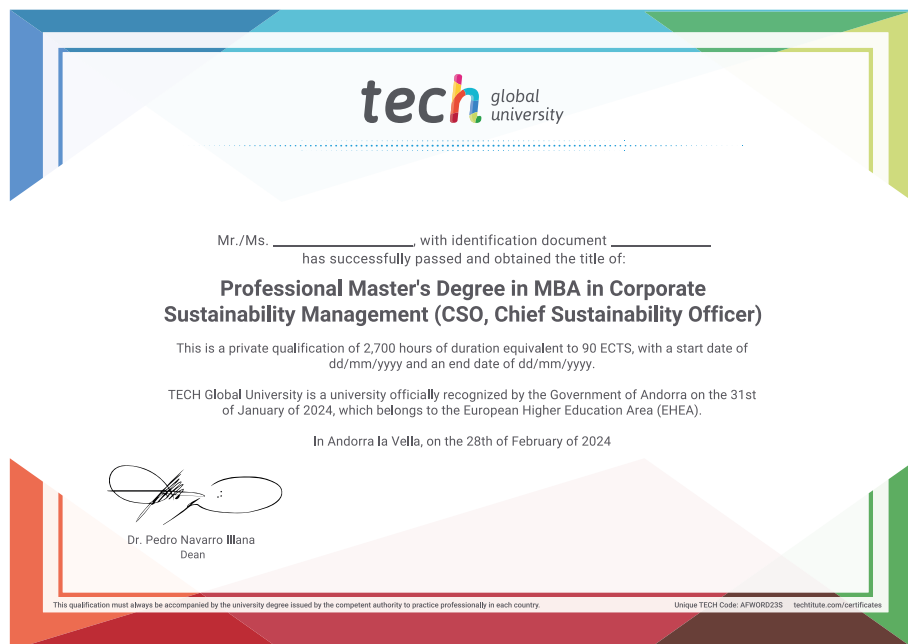 tech global
university
Mr./Ms. ____________, with identification document ____________
has successfully passed and obtained the title of:
Professional Master's Degree in MBA in Corporate
Sustainability Management (CSO, Chief Sustainability Officer)
This is a private qualification of 2,700 hours of duration equivalent to 90 ECTS, with a start date of
dd/mm/yyyy and an end date of dd/mm/yyyy.
TECH Global University is a university officially recognized by the Government of Andorra on the 31st
of January of 2024, which belongs to the European Higher Education Area (EHEA).
In Andorra la Vella, on the 28th of February of 2024
Dr. Pedro Navarro Illana
Dean
This qualification must always be accompanied by the university degree issued by the competent authority to practice professionally in each country.
Unique TECH Code: AFWORD23S techtitute.com/certificates